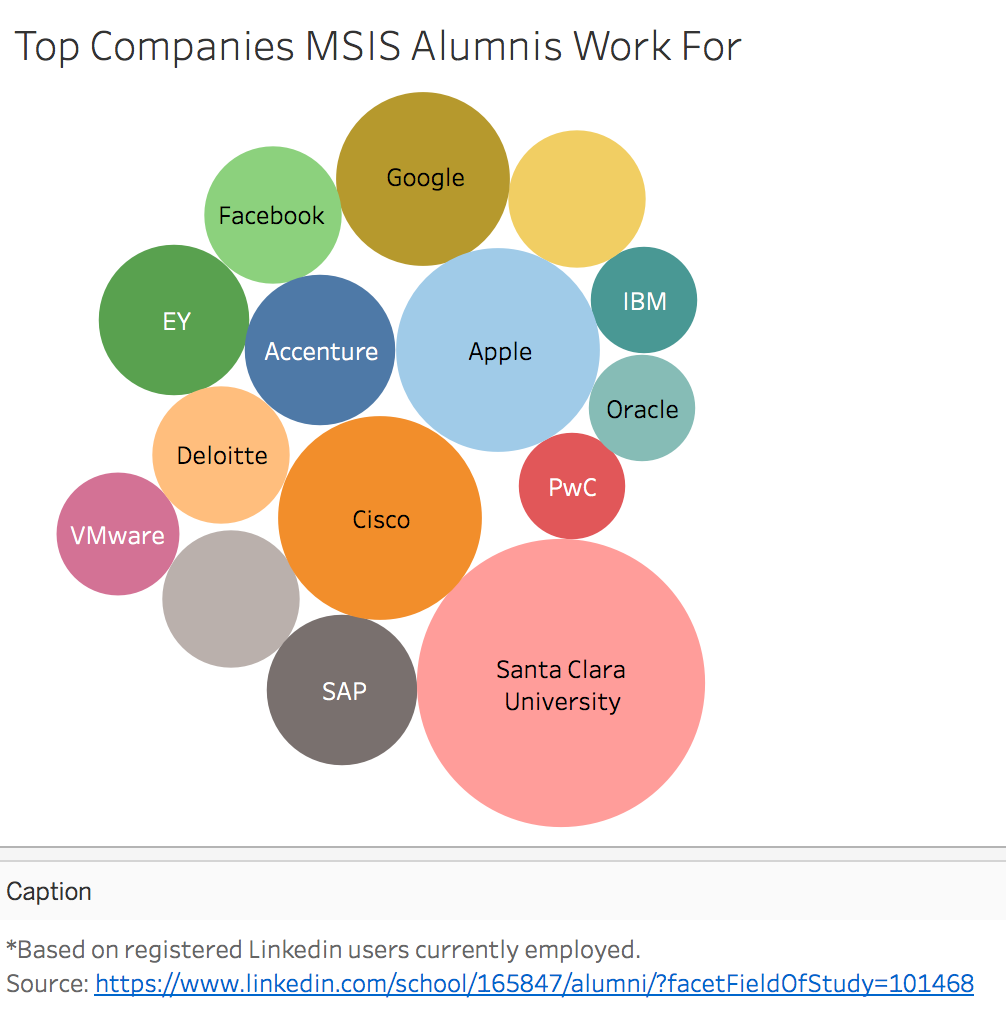 Top Companies MSIS Alumnis Work For
Google
Facebook
IBM
EY
Accenture
Apple
Oracle
Deloitte
PwC
Cisco
VMware
Santa Clara
University
SAP
Caption
*Based on registered Linkedin users currently employed.
Source: https://www.linkedin.com/school/165847/alumni/?facetFieldOfStudy=101468